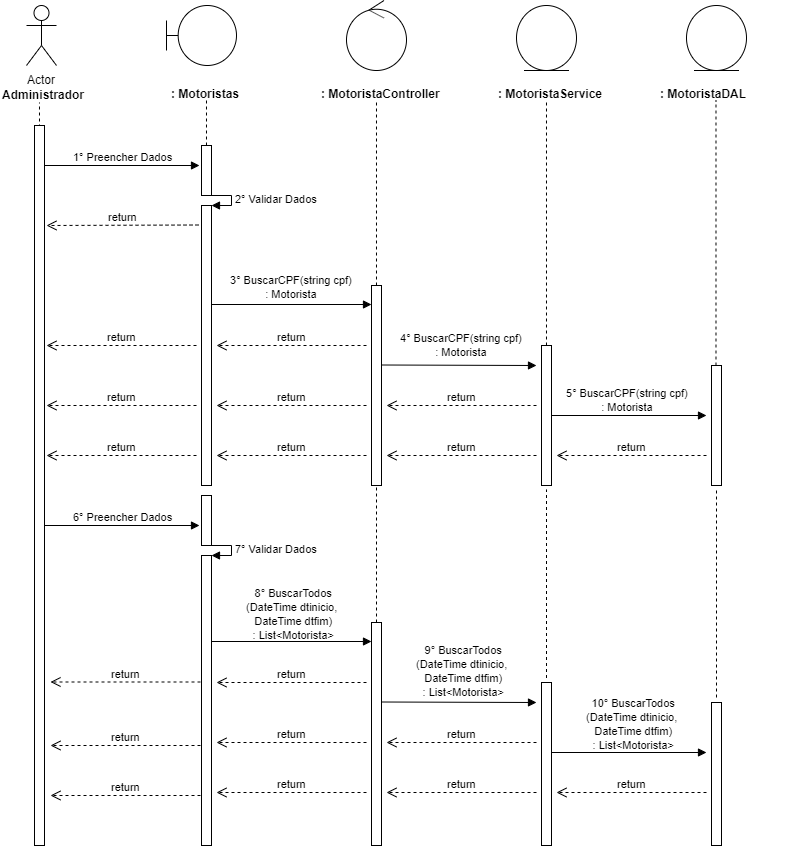 Actor
Administrador
: Motoristas
: MotoristaController
: MotoristaService
: MotoristaDAL
1° Preencher Dados
2° Validar Dados
return
3° BuscarCPF(string cpf)
: Motorista
return
return
4° BuscarCPF(string cpf)
: Motorista
return
return
return
5° BuscarCPF(string cpf)
: Motorista
return
return
return
return
6° Preencher Dados
7° Validar Dados
8° BuscarTodos
(DateTime dtinicio,
DateTime dtfim)
: List<Motorista>
return
return
9° BuscarTodos
(DateTime dtinicio,
DateTime dtfim)
: List<Motorista>
return
return
return
10° BuscarTodos
(DateTime dtinicio,
DateTime dtfim)
: List<Motorista>
return
return
return
return